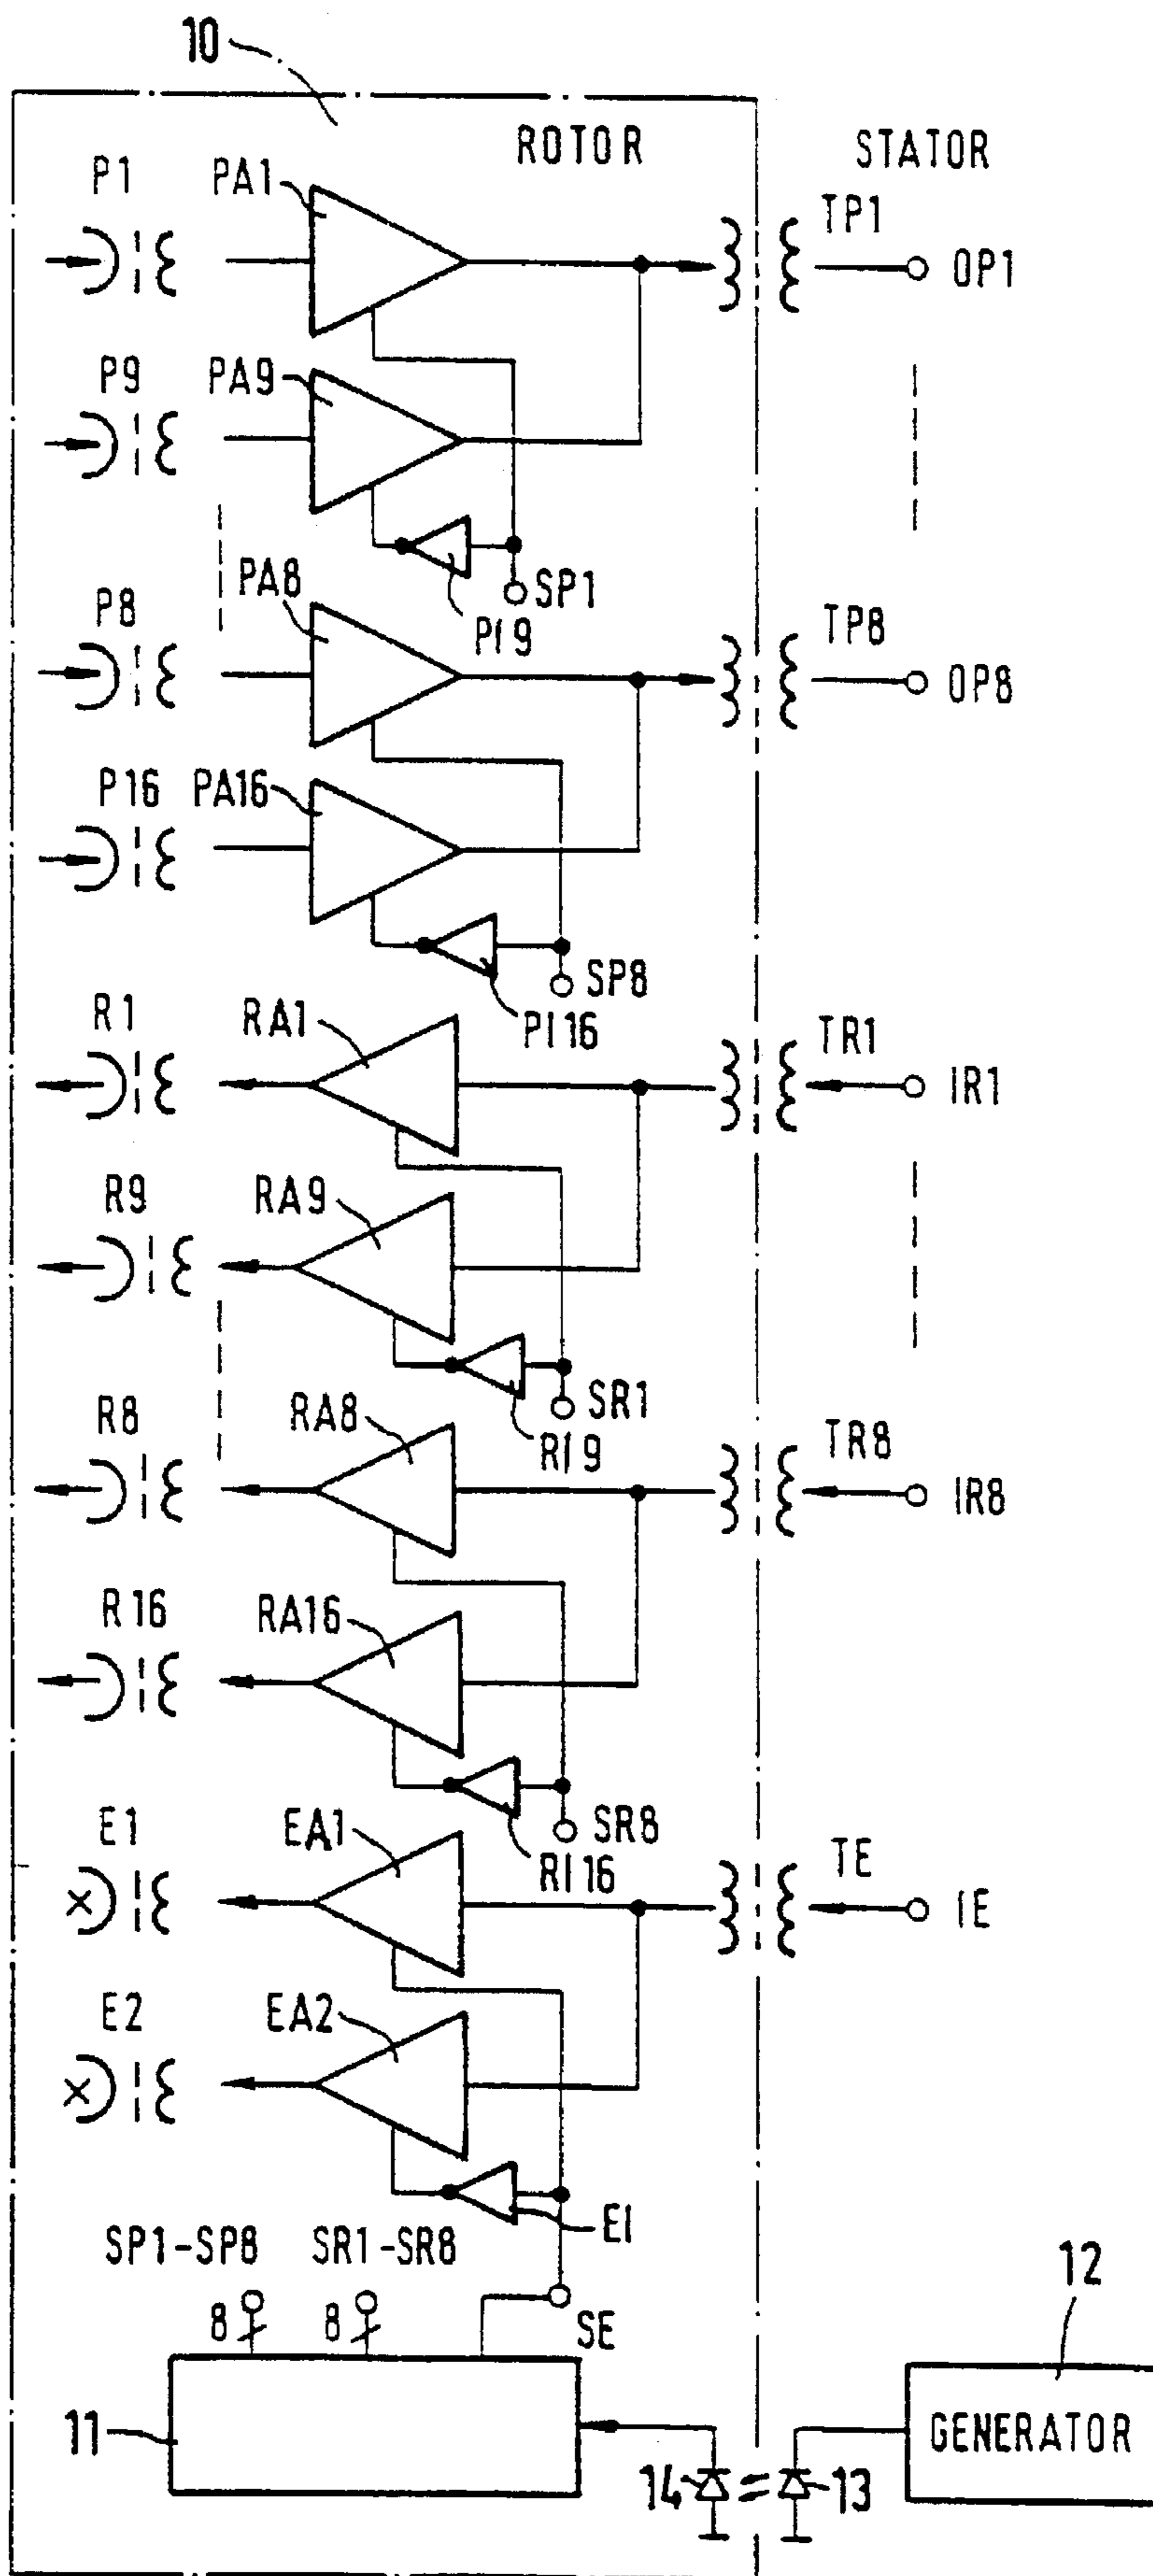 10
ROTOR
STATOR
P1
PA1
TP1
OP1
P9
PA9
SP1
PI9
P8
PA8
TP8
OP8
P16
PA16
SP8
PI16
R1
RA1
TR1
IR1
R9
RA9
SR1
RI9
R8
RA8
TR8
IR8
R16
RA16
SR8
RI16
E1
EA1
TE
IE
E2
EA2
EI
SP1-SP8
SR1-SR8
8
8
SE
12
11
GENERATOR
14
13